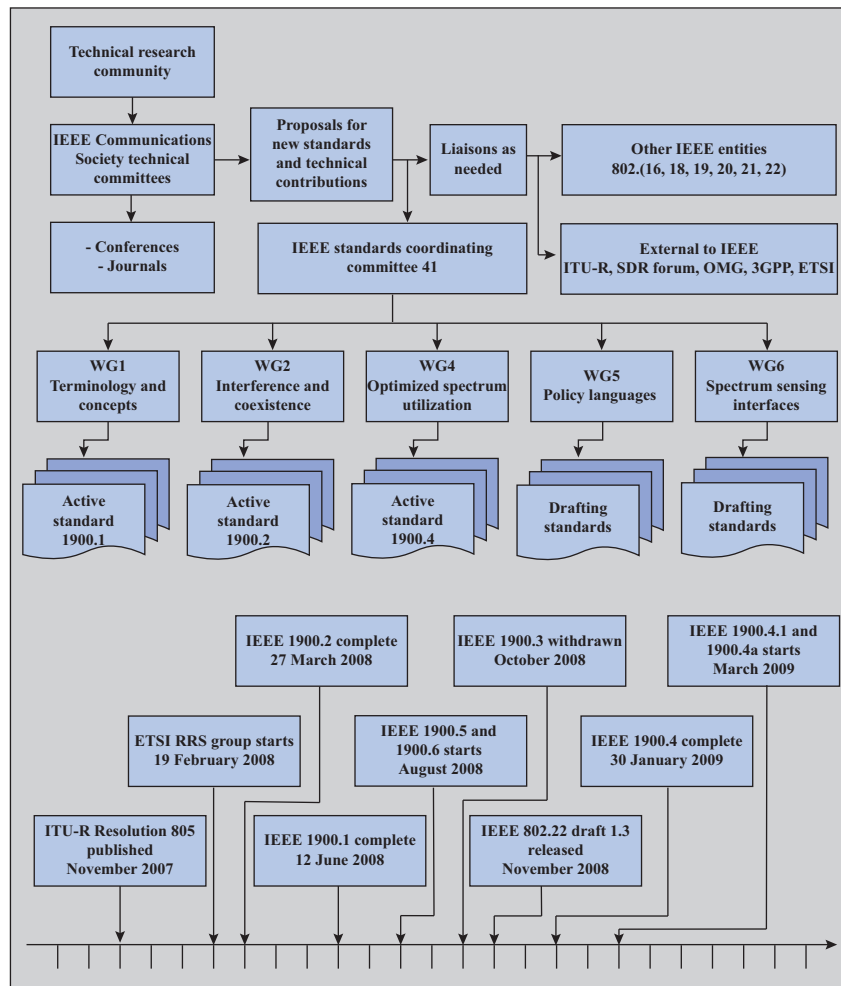 Technical research
community
IEEE Communications
Society technical
committees
Proposals for
new standards
and technical
contributions
Liaisons as
needed
Other IEEE entities
802.(16, 18, 19, 20, 21, 22)
- Conferences
- Journals
IEEE standards coordinating
committee 41
External to IEEE
ITU-R, SDR forum, OMG, 3GPP, ETSI
WG1
Terminology and
concepts
WG2
Interference and
coexistence
WG4
Optimized spectrum
utilization
WG5
Policy languages
WG6
Spectrum sensing
interfaces
Active
standard
1900.1
Active
standard
1900.2
Active
standard
1900.4
Drafting
standards
Drafting
standards
IEEE 1900.2 complete
27 March 2008
IEEE 1900.3 withdrawn
October 2008
IEEE 1900.4.1 and
1900.4a starts
March 2009
ETSI RRS group starts
19 February 2008
IEEE 1900.5 and
1900.6 starts
August 2008
IEEE 1900.4 complete
30 January 2009
ITU-R Resolution 805
published
November 2007
IEEE 1900.1 complete
12 June 2008
IEEE 802.22 draft 1.3
released
November 2008